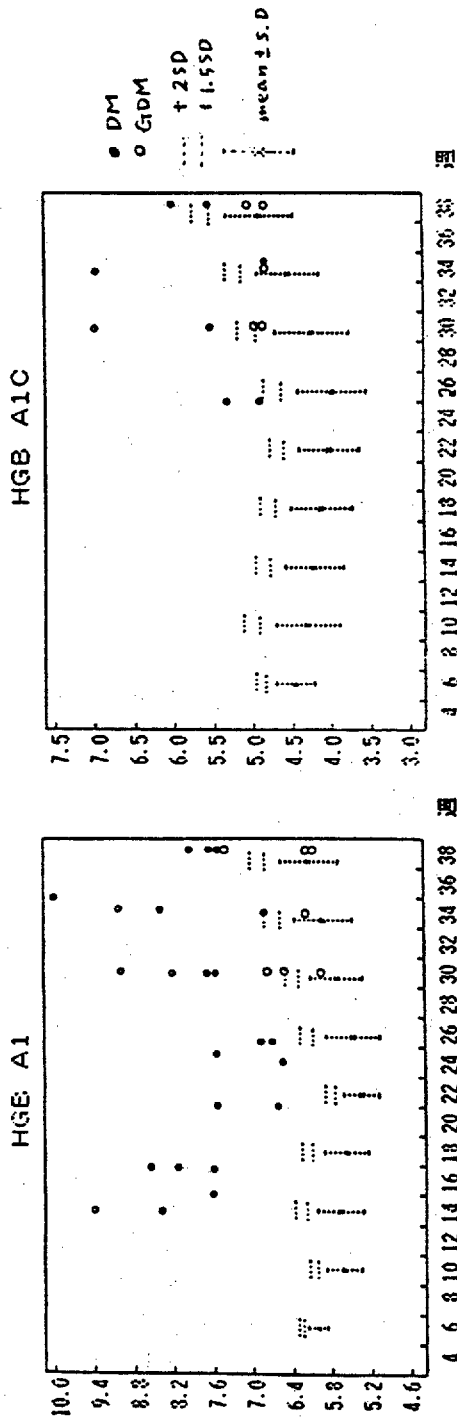 HGB A1
10.0
9.4
8.8
8.2
7.6
7.0
6.4
5.8
5.2
4.6
4 6 8 10 12 14 16 18 20 22 24 26 28 30 32 34 36 38 週
HGB A1C
7.5
7.0
6.5
6.0
5.5
5.0
4.5
4.0
3.5
3.0
4 6 8 10 12 14 16 18 20 22 24 26 28 30 32 34 36 38 週
● DM
○ GDM
+ 2SD
+ 1.5SD
mean ± S.D